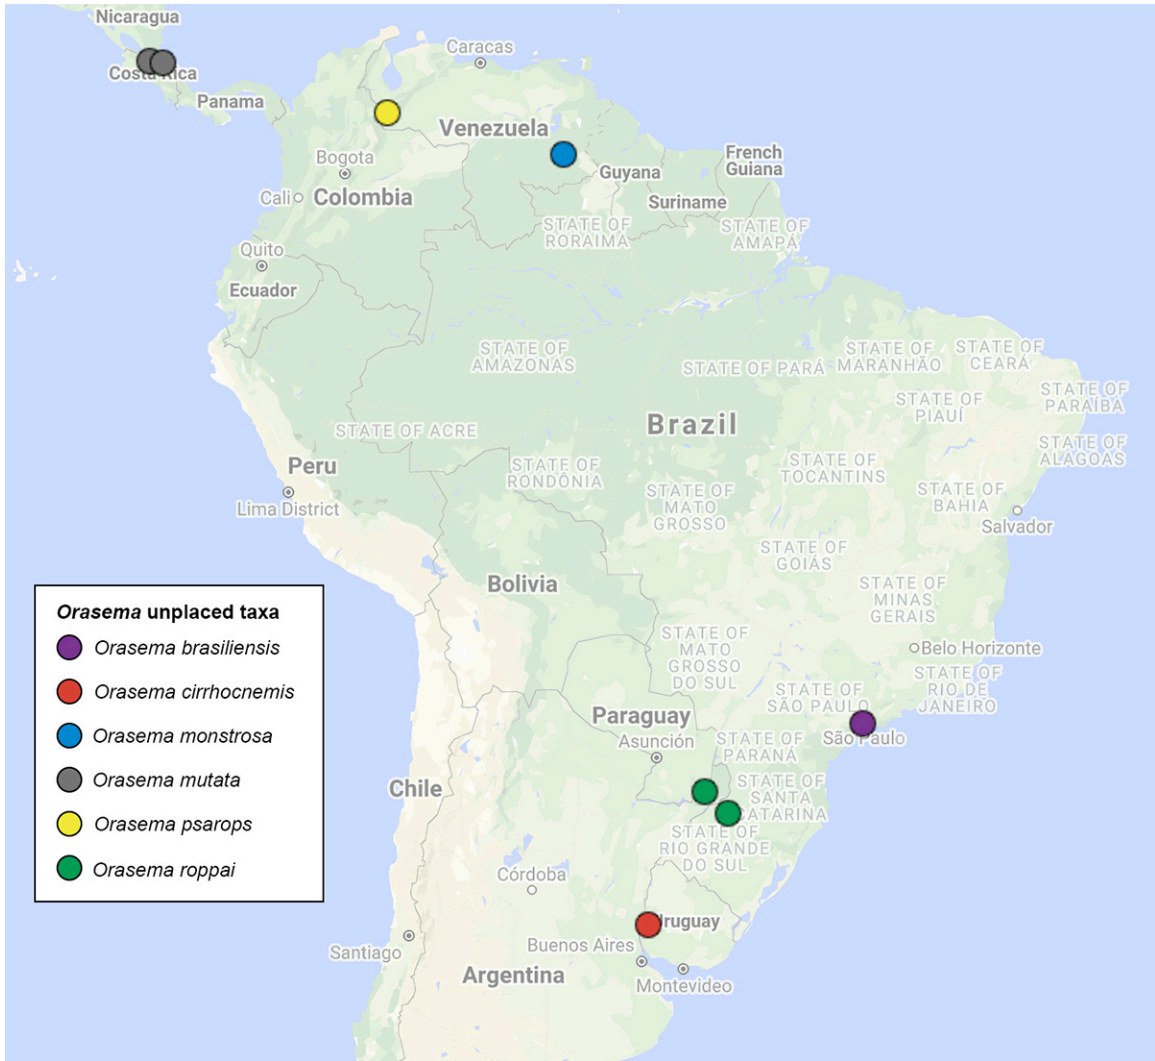 Nicaragua
Costa Rica
Panama
Caracas
Venezuela
Bogota
Cali
Colombia
Guyana
French
Guiana
Suriname
STATE OF
RORAIMA
STATE OF
AMAPÁ
Quito
Ecuador
STATE OF
AMAZONAS
STATE OF PARÁ
STATE OF
MARANHÃO
STATE OF
CEARÁ
STATE OF
PIAUÍ
STATE OF
PARAÍBA
STATE OF ACRE
Brazil
STATE OF
ALAGOAS
Peru
Lima District
STATE OF
RONDÔNIA
STATE OF
TOCANTINS
STATE OF
MATO
GROSSO
STATE OF
BAHIA
Salvador
STATE OF
GOIÁS
Bolivia
STATE OF
MINAS
GERAIS
Belo Horizonte
STATE OF
MATO
GROSSO
DO SUL
STATE OF
SÃO PAULO
STATE OF
RIO DE
JANEIRO
São Paulo
Paraguay
Asunción
STATE OF
PARANÁ
STATE OF
SANTA
CATARINA
STATE OF
RIO GRANDE
DO SUL
Chile
Córdoba
Uruguay
Santiago
Buenos Aires
Montevideo
Argentina
Orasema unplaced taxa
Orasema brasiliensis
Orasema cirrhocnemis
Orasema monstrosa
Orasema mutata
Orasema psarops
Orasema roppai